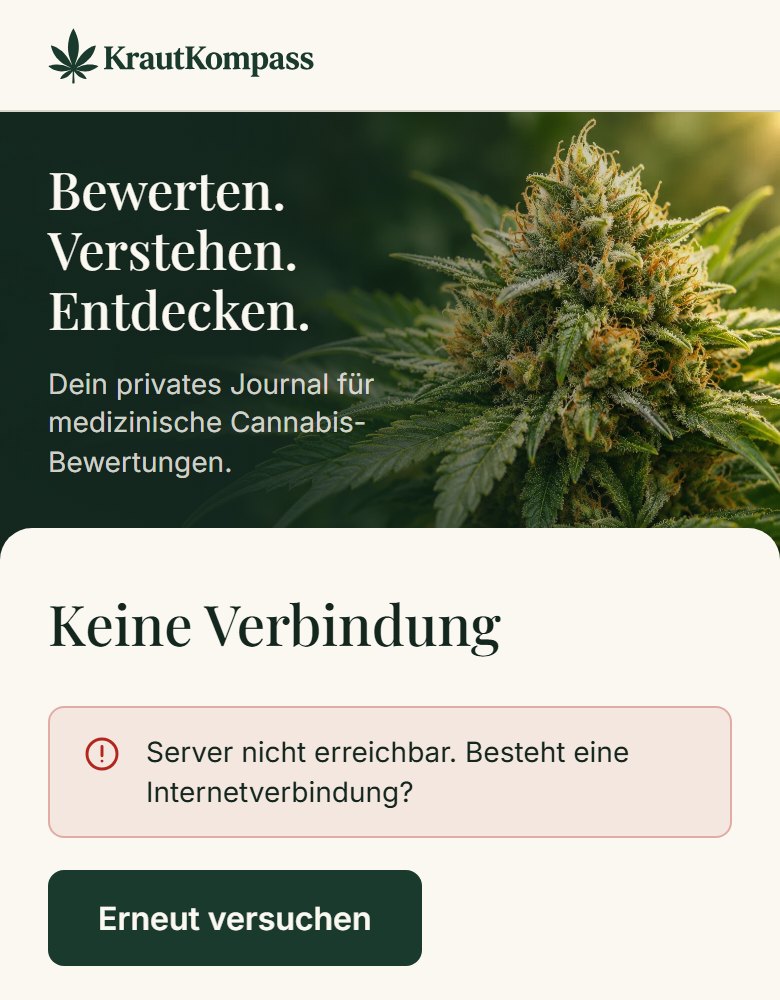 KrautKompass
Bewerten.
Verstehen.
Entdecken.
Dein privates Journal für
medizinische Cannabis-
Bewertungen.
Keine Verbindung
Server nicht erreichbar. Besteht eine
Internetverbindung?
Erneut versuchen